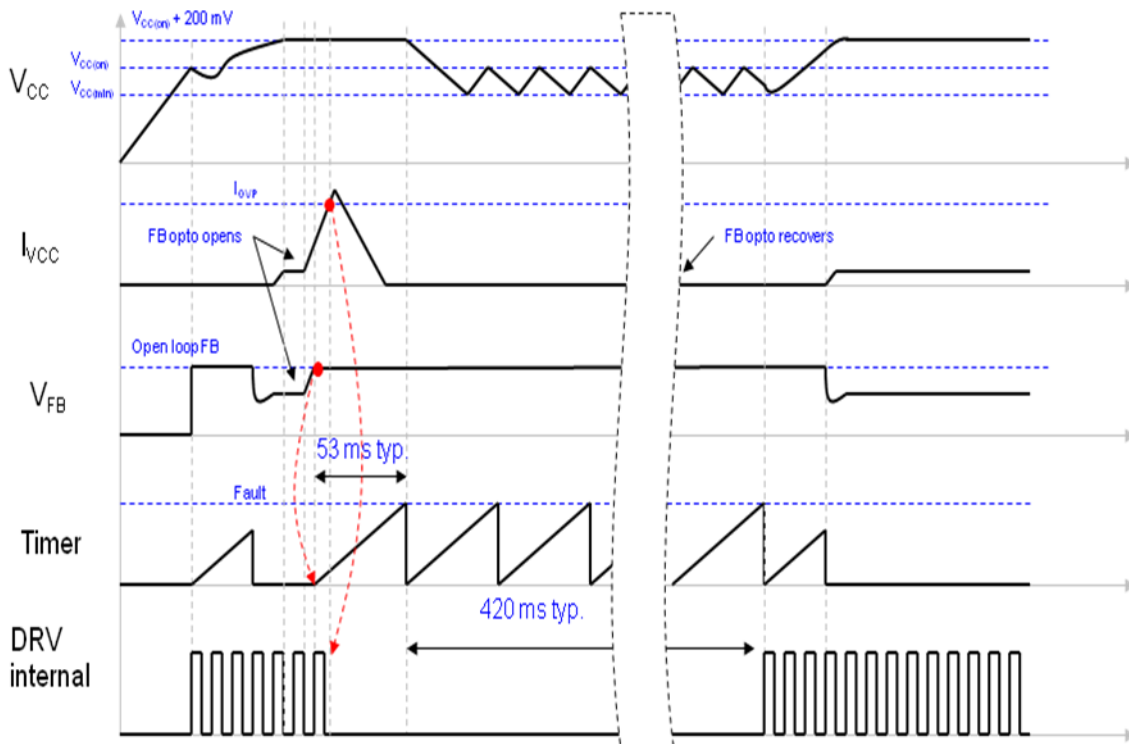 VCC(on) + 200 mV
VCC(on)
VCC(min)
VCC
IOVP
FB opto opens
FB opto recovers
IVCC
Open loop FB
VFB
53 ms typ.
Fault
Timer
420 ms typ.
DRV
internal